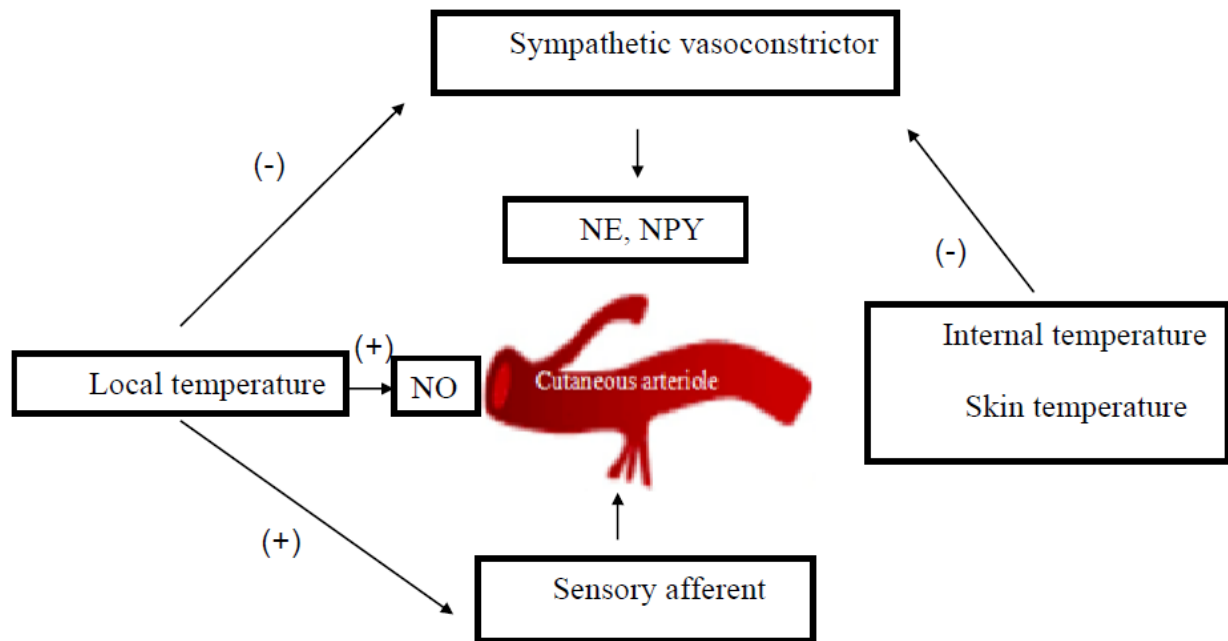 Sympathetic vasoconstrictor
(-)
NE, NPY
(-)
Internal temperature
Skin temperature
Local temperature
(+)
NO
Cutaneous arteriole
(+)
Sensory afferent